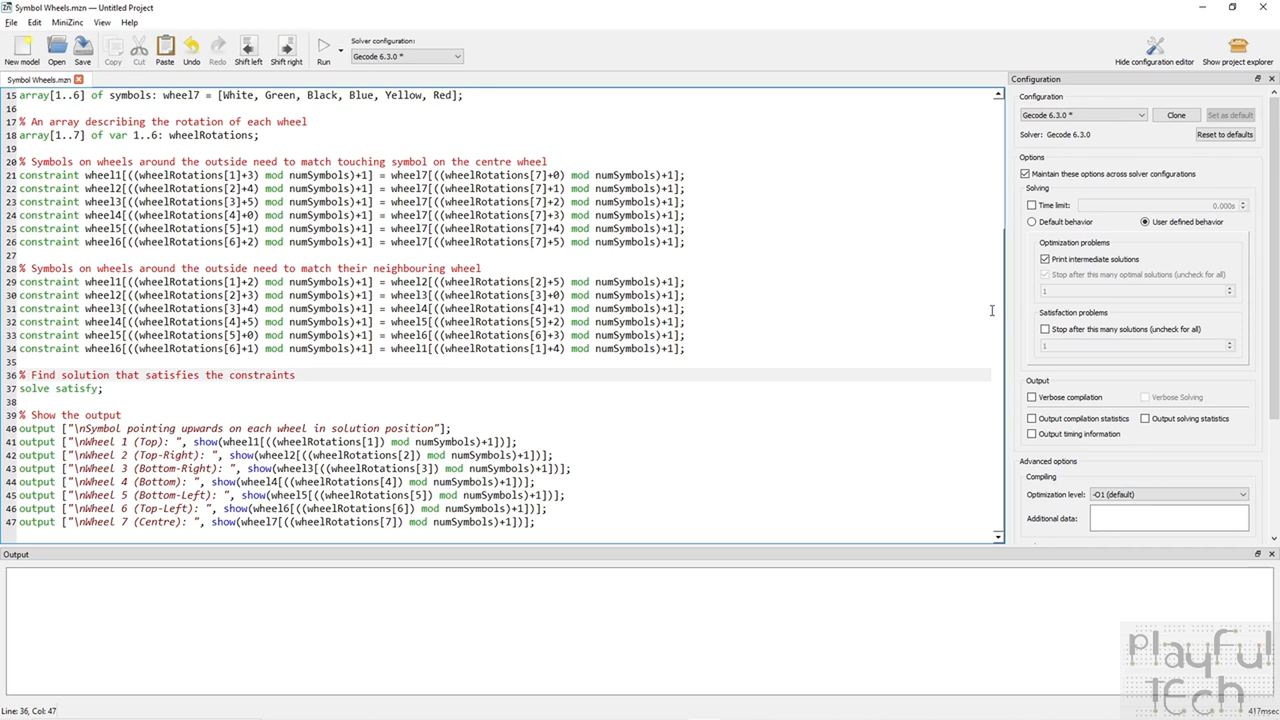 Symbol Wheels.mzn — Untitled Project
File Edit MiniZinc View Help
New model Open Save Copy Cut Paste Undo Redo Shift left Shift right Run
Solver configuration:
Gecode 6.3.0 *
Hide configuration editor Show project explorer
Symbol Wheels.mzn
15 array[1..6] of symbols: wheel7 = [White, Green, Black, Blue, Yellow, Red];
16
17 % An array describing the rotation of each wheel
18 array[1..7] of var 1..6: wheelRotations;
19
20 % Symbols on wheels around the outside need to match touching symbol on the centre wheel
21 constraint wheel1[((wheelRotations[1]+3) mod numSymbols)+1] = wheel7[((wheelRotations[7]+0) mod numSymbols)+1];
22 constraint wheel2[((wheelRotations[2]+4) mod numSymbols)+1] = wheel7[((wheelRotations[7]+1) mod numSymbols)+1];
23 constraint wheel3[((wheelRotations[3]+5) mod numSymbols)+1] = wheel7[((wheelRotations[7]+2) mod numSymbols)+1];
24 constraint wheel4[((wheelRotations[4]+0) mod numSymbols)+1] = wheel7[((wheelRotations[7]+3) mod numSymbols)+1];
25 constraint wheel5[((wheelRotations[5]+1) mod numSymbols)+1] = wheel7[((wheelRotations[7]+4) mod numSymbols)+1];
26 constraint wheel6[((wheelRotations[6]+2) mod numSymbols)+1] = wheel7[((wheelRotations[7]+5) mod numSymbols)+1];
27
28 % Symbols on wheels around the outside need to match their neighbouring wheel
29 constraint wheel1[((wheelRotations[1]+2) mod numSymbols)+1] = wheel2[((wheelRotations[2]+5) mod numSymbols)+1];
30 constraint wheel2[((wheelRotations[2]+3) mod numSymbols)+1] = wheel3[((wheelRotations[3]+0) mod numSymbols)+1];
31 constraint wheel3[((wheelRotations[3]+4) mod numSymbols)+1] = wheel4[((wheelRotations[4]+1) mod numSymbols)+1];
32 constraint wheel4[((wheelRotations[4]+5) mod numSymbols)+1] = wheel5[((wheelRotations[5]+2) mod numSymbols)+1];
33 constraint wheel5[((wheelRotations[5]+0) mod numSymbols)+1] = wheel6[((wheelRotations[6]+3) mod numSymbols)+1];
34 constraint wheel6[((wheelRotations[6]+1) mod numSymbols)+1] = wheel1[((wheelRotations[1]+4) mod numSymbols)+1];
35
36 % Find solution that satisfies the constraints
37 solve satisfy;
38
39 % Show the output
40 output ["\nSymbol pointing upwards on each wheel in solution position"];
41 output ["\nWheel 1 (Top): ", show(wheel1[((wheelRotations[1]) mod numSymbols)+1])];
42 output ["\nWheel 2 (Top-Right): ", show(wheel2[((wheelRotations[2]) mod numSymbols)+1])];
43 output ["\nWheel 3 (Bottom-Right): ", show(wheel3[((wheelRotations[3]) mod numSymbols)+1])];
44 output ["\nWheel 4 (Bottom): ", show(wheel4[((wheelRotations[4]) mod numSymbols)+1])];
45 output ["\nWheel 5 (Bottom-Left): ", show(wheel5[((wheelRotations[5]) mod numSymbols)+1])];
46 output ["\nWheel 6 (Top-Left): ", show(wheel6[((wheelRotations[6]) mod numSymbols)+1])];
47 output ["\nWheel 7 (Centre): ", show(wheel7[((wheelRotations[7]) mod numSymbols)+1])];
Configuration
Configuration
Gecode 6.3.0 * Clone Set as default
Solver: Gecode 6.3.0 Reset to defaults
Options
Maintain these options across solver configurations
Solving
Time limit: 0.000s
Default behavior User defined behavior
Optimization problems
Print intermediate solutions
Stop after this many optimal solutions (uncheck for all)
1
Satisfaction problems
Stop after this many solutions (uncheck for all)
1
Output
Verbose compilation Verbose Solving
Output compilation statistics Output solving statistics
Output timing information
Advanced options
Compiling
Optimization level: -O1 (default)
Additional data:
Output
Playful
tech
Line: 36, Col: 47
417msec